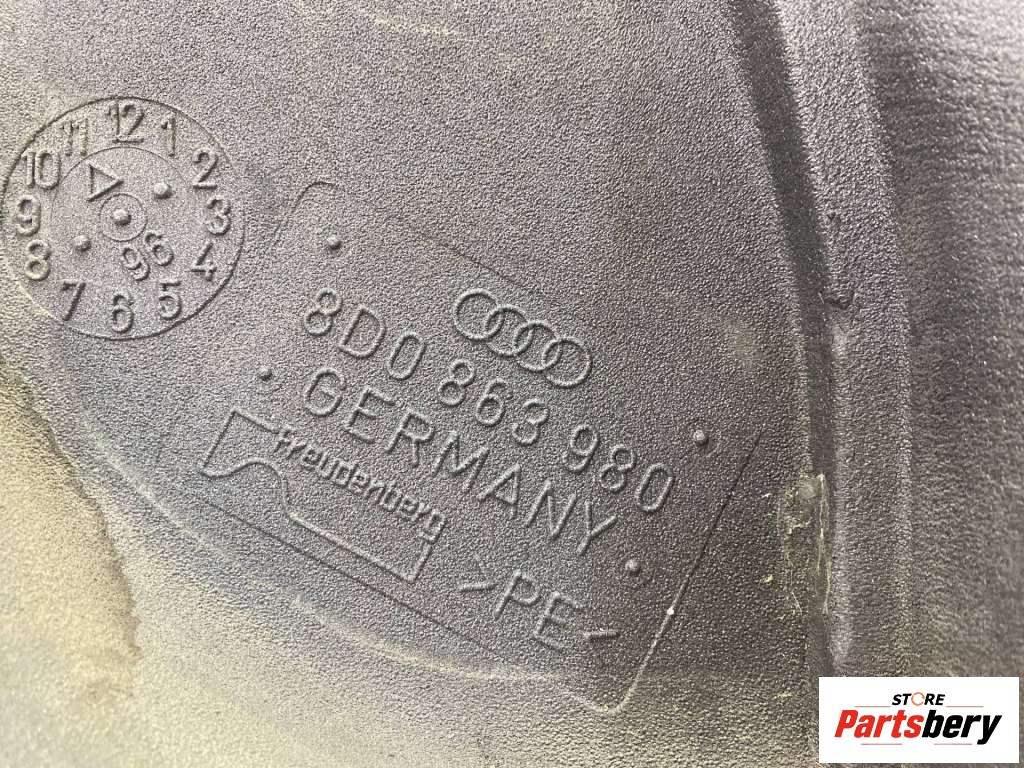 12
1
2
3
4
5
6
7
8
9
10
11
96
8D0 863 980
GERMANY
freudenberg
>PE<
STORE
Partsbery